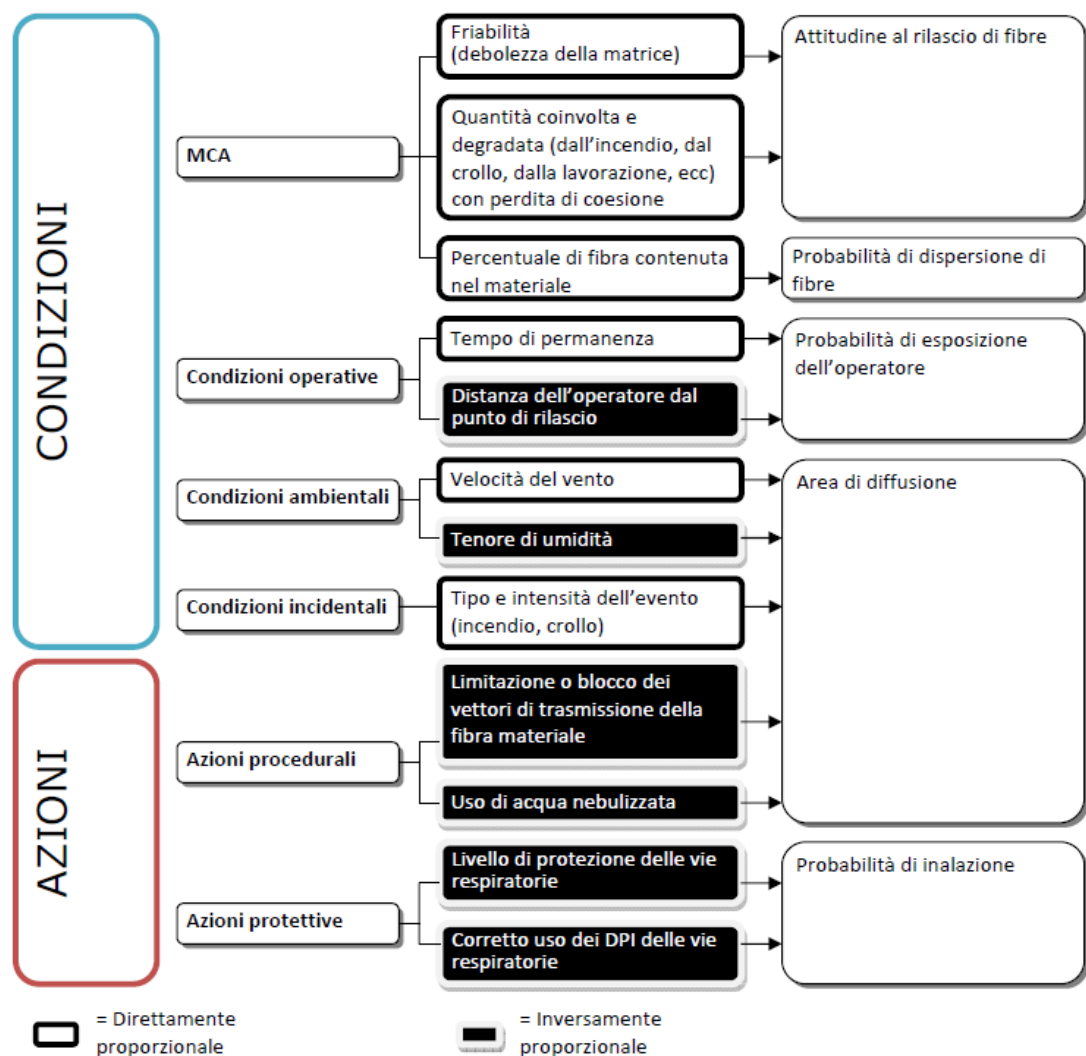 CONDIZIONI
MCA
Friabilità
(debolezza della matrice)
Attitudine al rilascio di fibre
Quantità coinvolta e
degradata (dall'incendio, dal
crollo, dalla lavorazione, ecc)
con perdita di coesione
Percentuale di fibra contenuta
nel materiale
Probabilità di dispersione di
fibre
Condizioni operative
Tempo di permanenza
Probabilità di esposizione
dell'operatore
Distanza dell'operatore dal
punto di rilascio
Condizioni ambientali
Velocità del vento
Area di diffusione
Tenore di umidità
Condizioni incidentali
Tipo e intensità dell'evento
(incendio, crollo)
AZIONI
Azioni procedurali
Limitazione o blocco dei
vettori di trasmissione della
fibra materiale
Uso di acqua nebulizzata
Azioni protettive
Livello di protezione delle vie
respiratorie
Probabilità di inalazione
Corretto uso dei DPI delle vie
respiratorie
= Direttamente
proporzionale
= Inversamente
proporzionale